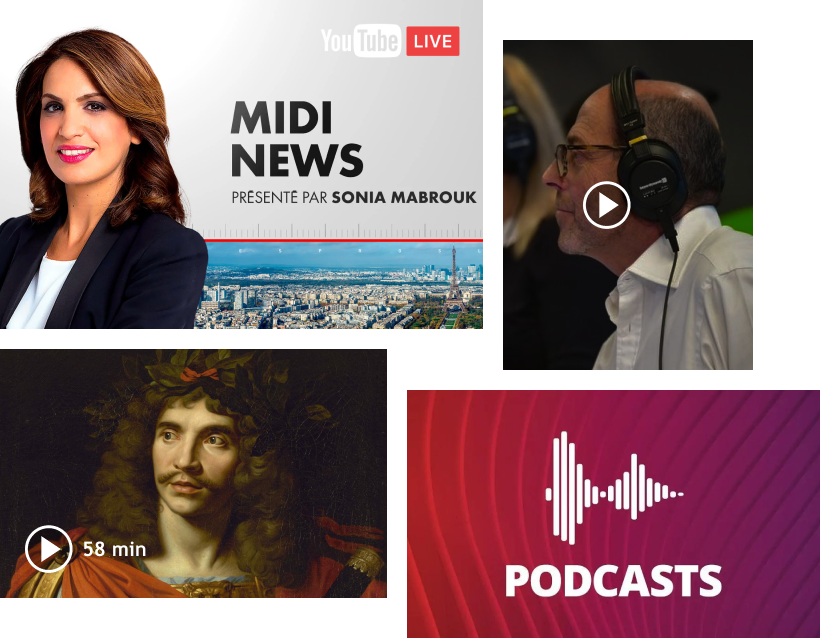 YouTube LIVE
MIDI
NEWS
PRÉSENTÉ PAR SONIA MABROUK
58 min
PODCASTS